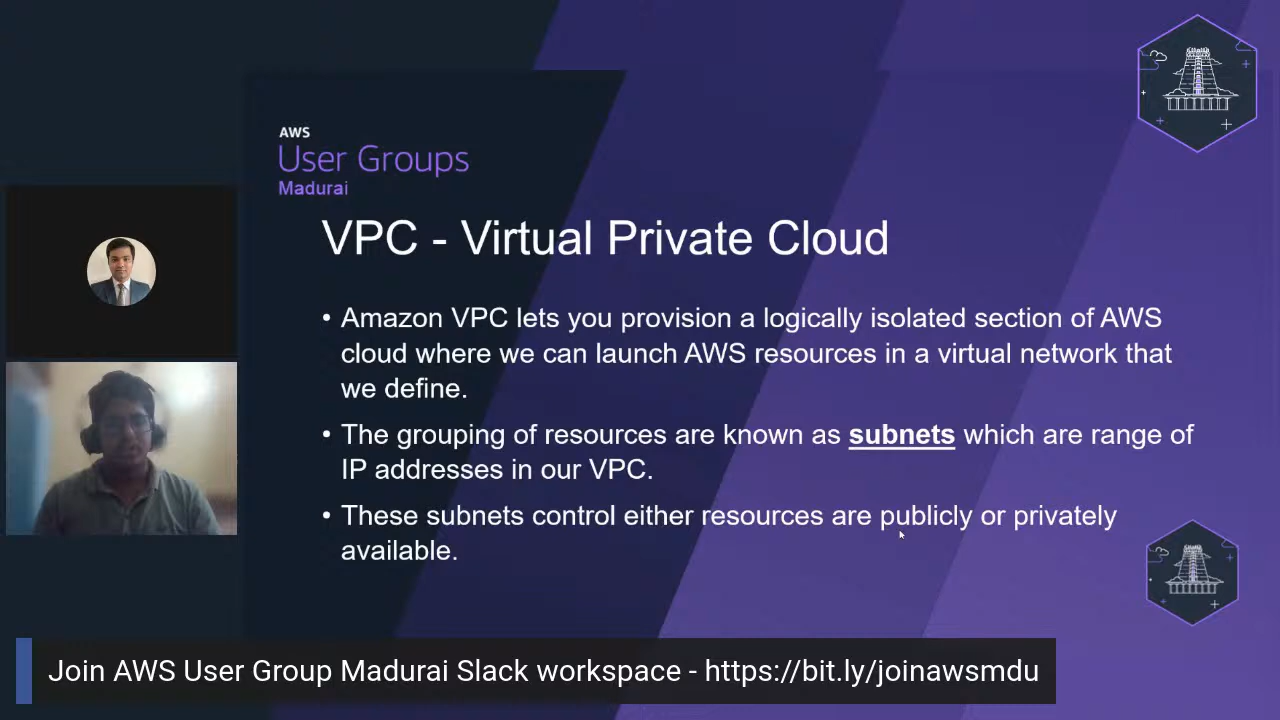 AWS
User Groups
Madurai
VPC - Virtual Private Cloud
• Amazon VPC lets you provision a logically isolated section of AWS
cloud where we can launch AWS resources in a virtual network that
we define.
• The grouping of resources are known as subnets which are range of
IP addresses in our VPC.
• These subnets control either resources are publicly or privately
available.
Join AWS User Group Madurai Slack workspace - https://bit.ly/joinawsmdu